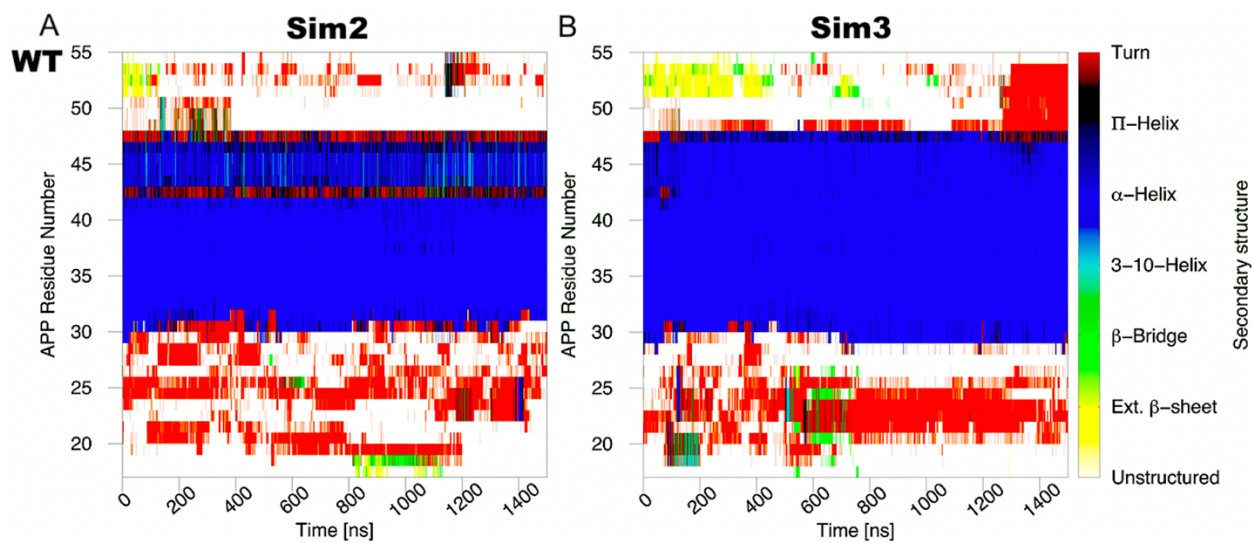 A Sim2 B Sim3
WT
55
50
45
40
35
30
25
20
APP Residue Number
0 200 400 600 800 1000 1200 1400
Time [ns]
55
50
45
40
35
30
25
20
APP Residue Number
0 200 400 600 800 1000 1200 1400
Time [ns]
Turn
Π-Helix
α-Helix
3-10-Helix
β-Bridge
Ext. β-sheet
Unstructured
Secondary structure